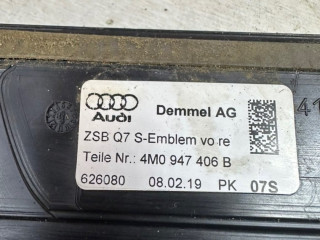 Demmel AG
Audi
ZSB Q7 S-Emblem vo re
Teile Nr.: 4M0 947 406 B
626080 08.02.19 PK 07S
41